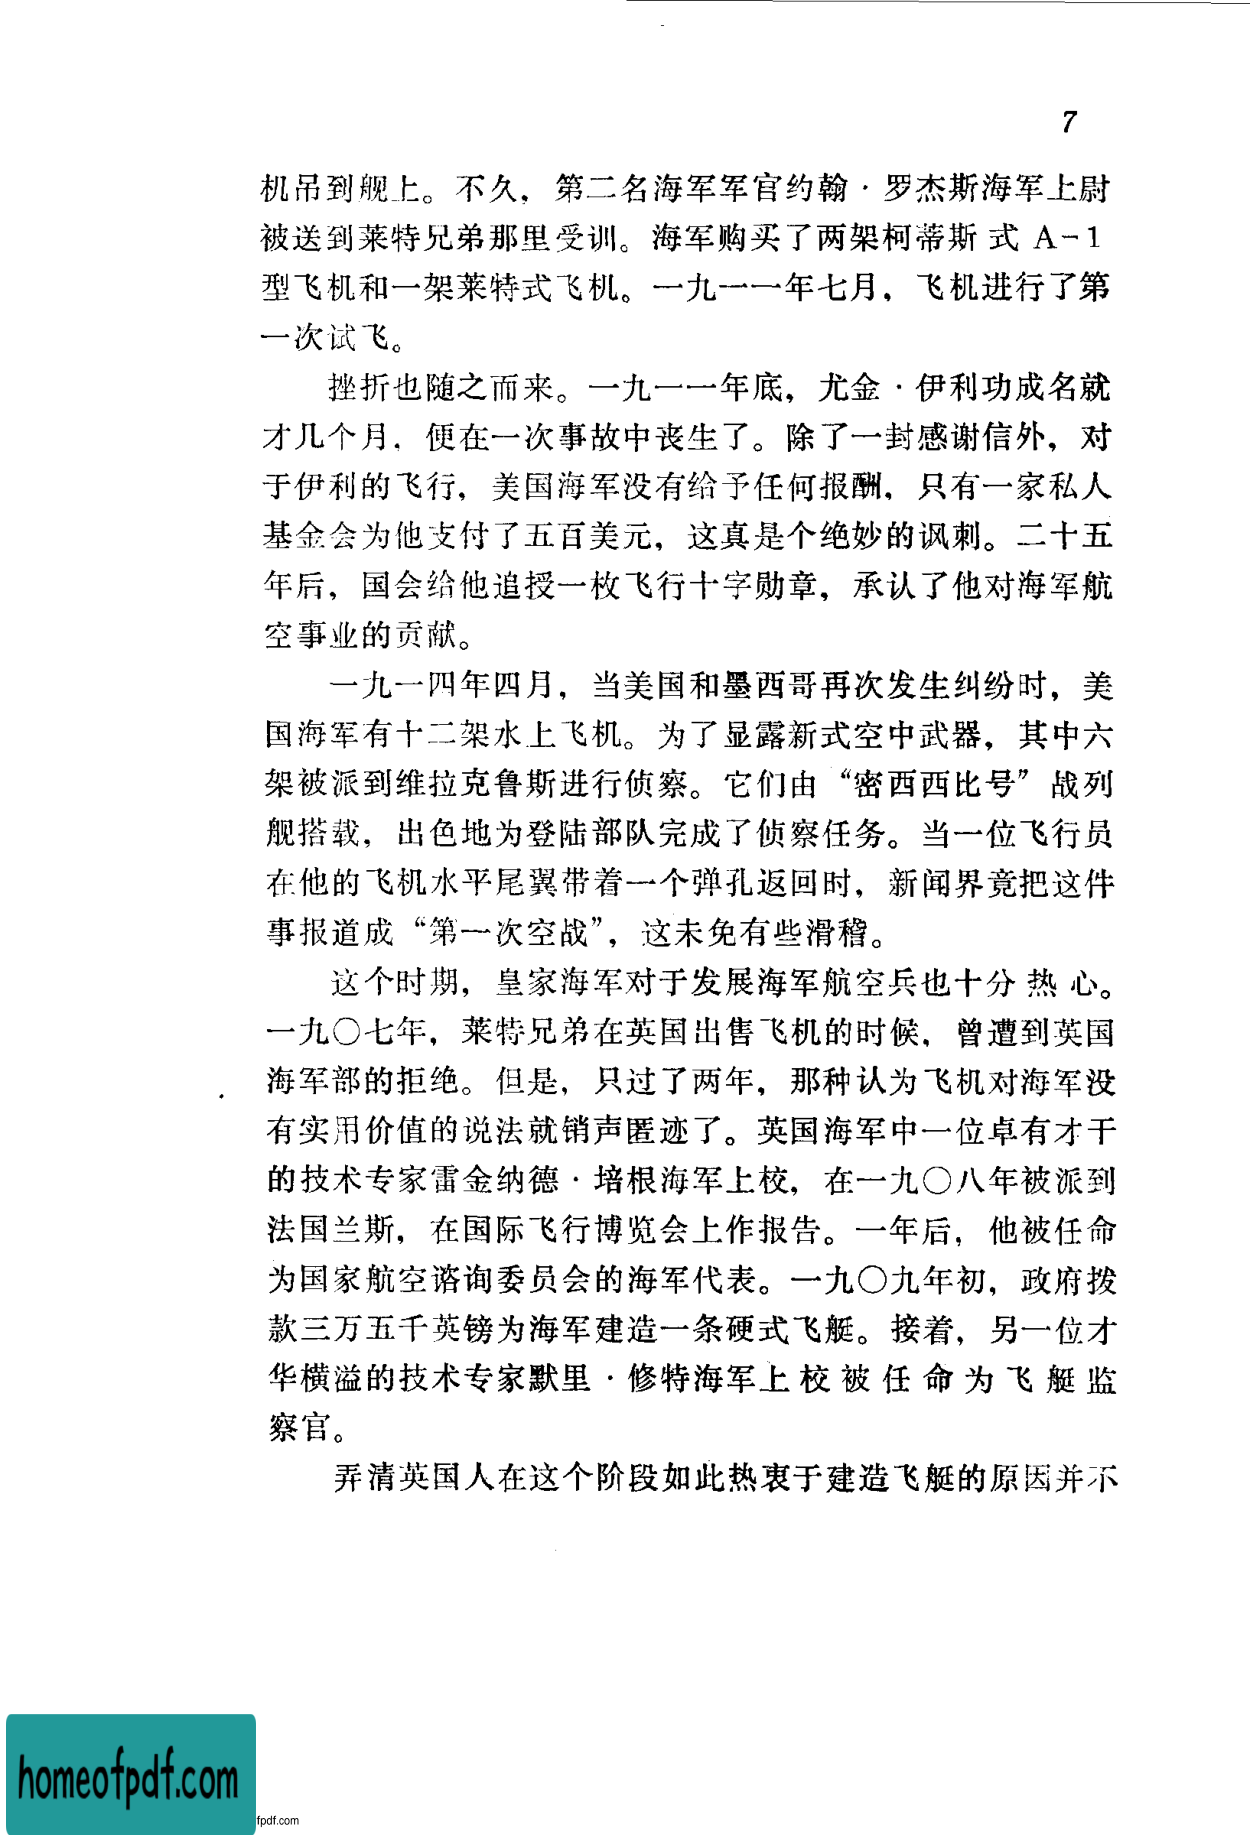 7
机吊到舰上。不久，第二名海军军官约翰·罗杰斯海军上尉
被送到莱特兄弟那里受训。海军购买了两架柯蒂斯式 A-1
型飞机和一架莱特式飞机。一九一一年七月，飞机进行了第
一次试飞。
挫折也随之而来。一九一一年底，尤金·伊利功成名就
才几个月，便在一次事故中丧生了。除了一封感谢信外，对
于伊利的飞行，美国海军没有给予任何报酬，只有一家私人
基金会为他支付了五百美元，这真是个绝妙的讽刺。二十五
年后，国会给他追授一枚飞行十字勋章，承认了他对海军航
空事业的贡献。
一九一四年四月，当美国和墨西哥再次发生纠纷时，美
国海军有十二架水上飞机。为了显露新式空中武器，其中六
架被派到维拉克鲁斯进行侦察。它们由“密西西比号”战列
舰搭载，出色地为登陆部队完成了侦察任务。当一位飞行员
在他的飞机水平尾翼带着一个弹孔返回时，新闻界竟把这件
事报道成“第一次空战”，这未免有些滑稽。
这个时期，皇家海军对于发展海军航空兵也十分热心。
一九〇七年，莱特兄弟在英国出售飞机的时候，曾遭到英国
海军部的拒绝。但是，只过了两年，那种认为飞机对海军没
有实用价值的说法就销声匿迹了。英国海军中一位卓有才干
的技术专家雷金纳德·培根海军上校，在一九〇八年被派到
法国兰斯，在国际飞行博览会上作报告。一年后，他被任命
为国家航空谘询委员会的海军代表。一九〇九年初，政府拨
款三万五千英镑为海军建造一条硬式飞艇。接着，另一位才
华横溢的技术专家默里·修特海军上校被任命为飞艇监
察官。
弄清英国人在这个阶段如此热衷于建造飞艇的原因并不
homeofpdf.com
fpdf.com